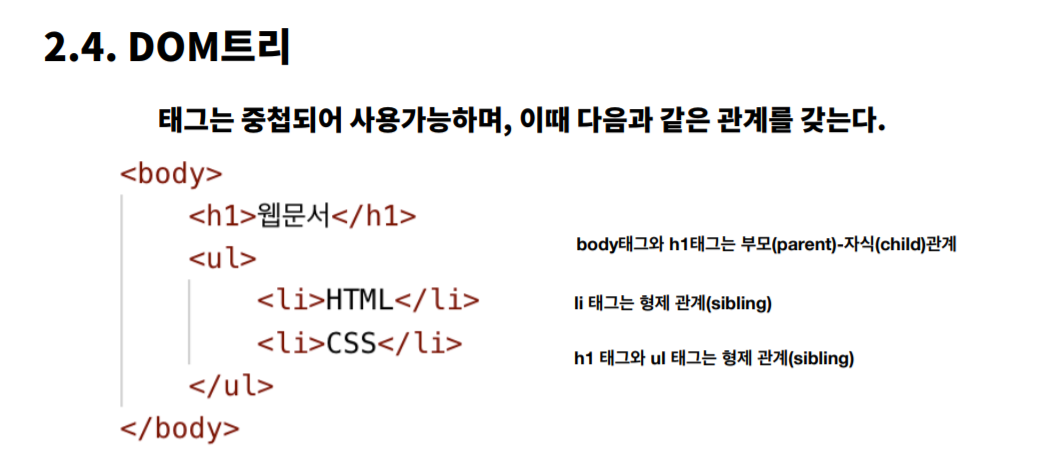 2.4. DOM트리
태그는 중첩되어 사용가능하며, 이때 다음과 같은 관계를 갖는다.
<body>
<h1>웹문서</h1>
<ul>
<li>HTML</li>
<li>CSS</li>
</ul>
</body>
body태그와 h1태그는 부모(parent)-자식(child)관계
li 태그는 형제 관계(sibling)
h1 태그와 ul 태그는 형제 관계(sibling)